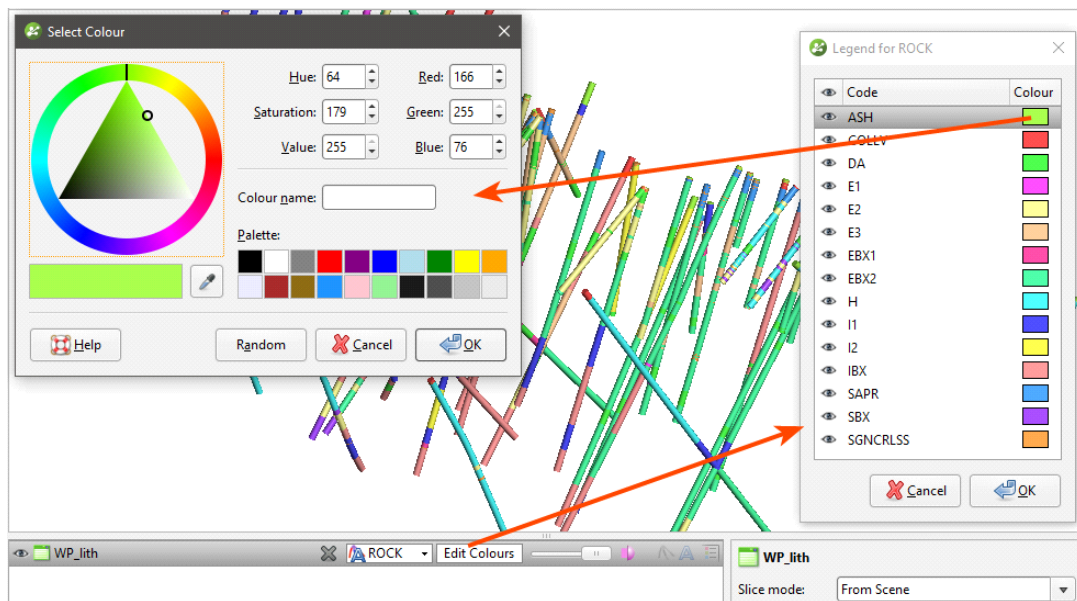 Select Colour
Hue: 64
Red: 166
Saturation: 179
Green: 255
Value: 255
Blue: 76
Colour name:
Palette:
Help
Random
Cancel
OK
Legend for ROCK
Code Colour
ASH
COLLV
DA
E1
E2
E3
EBX1
EBX2
H
I1
I2
IBX
SAPR
SBX
SGNCRLSS
Cancel
OK
WP_lith
ROCK
Edit Colours
WP_lith
Slice mode: From Scene